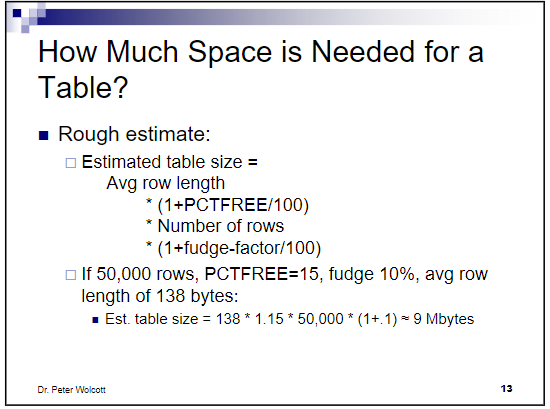 How Much Space is Needed for a
Table?
Rough estimate:
Estimated table size =
Avg row length
* (1+PCTFREE/100)
* Number of rows
* (1+fudge-factor/100)
If 50,000 rows, PCTFREE=15, fudge 10%, avg row
length of 138 bytes:
Est. table size = 138 * 1.15 * 50,000 * (1+.1) ≈ 9 Mbytes
Dr. Peter Wolcott
13